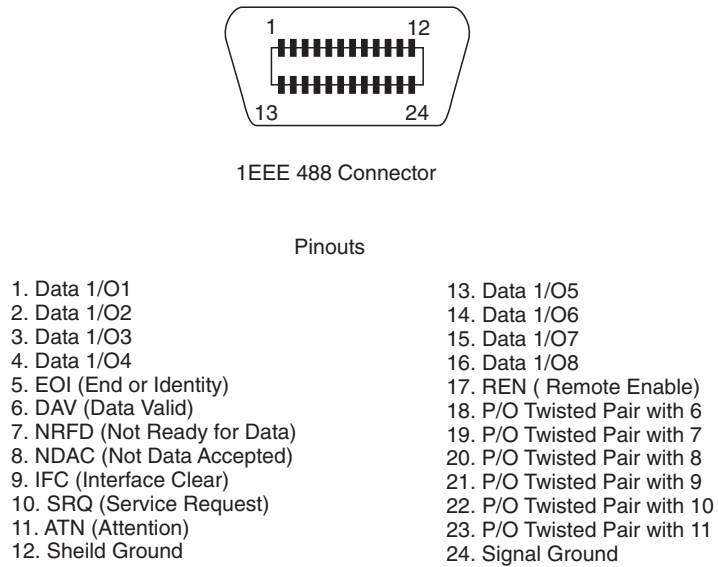 1 12
13 24
1EEE 488 Connector
Pinouts
1. Data 1/O1
2. Data 1/O2
3. Data 1/O3
4. Data 1/O4
5. EOI (End or Identity)
6. DAV (Data Valid)
7. NRFD (Not Ready for Data)
8. NDAC (Not Data Accepted)
9. IFC (Interface Clear)
10. SRQ (Service Request)
11. ATN (Attention)
12. Sheild Ground
13. Data 1/O5
14. Data 1/O6
15. Data 1/O7
16. Data 1/O8
17. REN ( Remote Enable)
18. P/O Twisted Pair with 6
19. P/O Twisted Pair with 7
20. P/O Twisted Pair with 8
21. P/O Twisted Pair with 9
22. P/O Twisted Pair with 10
23. P/O Twisted Pair with 11
24. Signal Ground